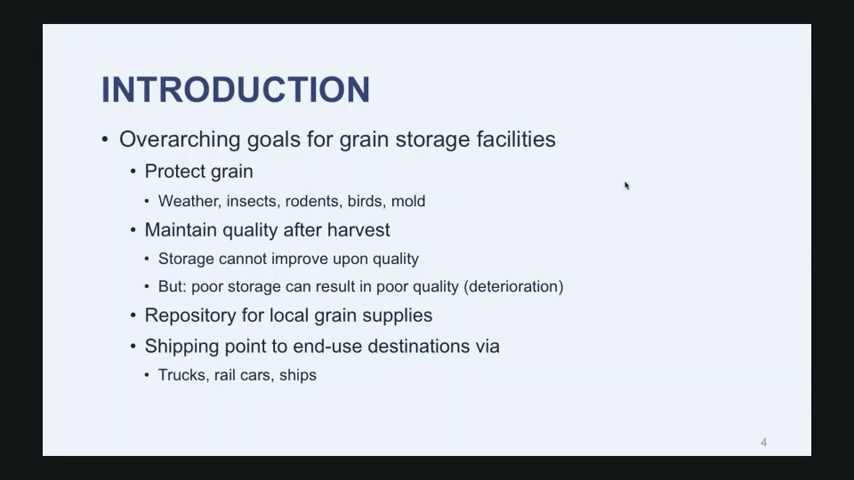 INTRODUCTION
• Overarching goals for grain storage facilities
• Protect grain
• Weather, insects, rodents, birds, mold
• Maintain quality after harvest
• Storage cannot improve upon quality
• But: poor storage can result in poor quality (deterioration)
• Repository for local grain supplies
• Shipping point to end-use destinations via
• Trucks, rail cars, ships
4